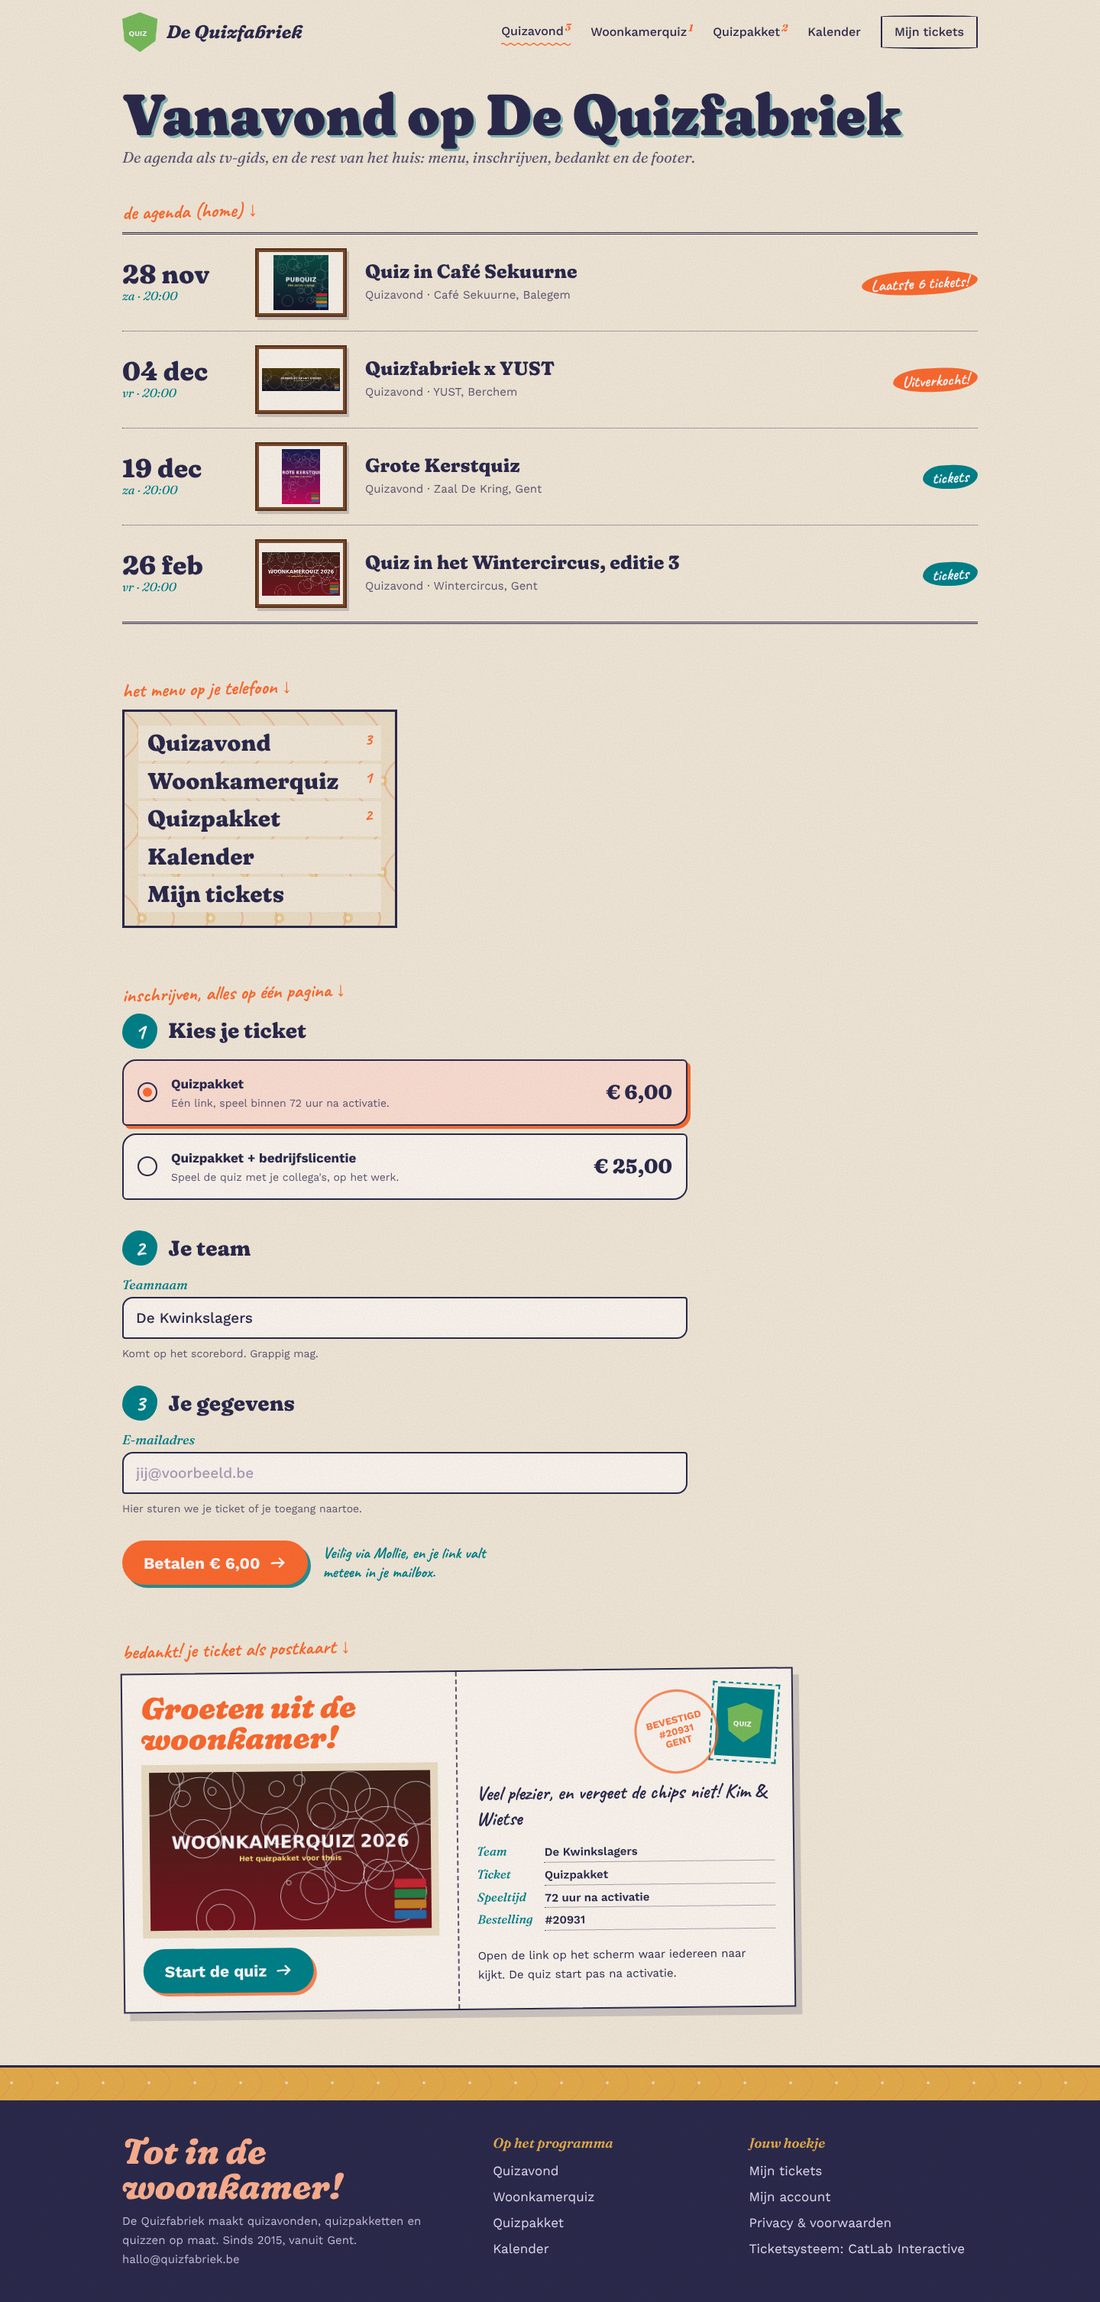 QUIZ
De Quizfabriek
Quizavond 3
Woonkamerquiz 1
Quizpakket 2
Kalender
Mijn tickets
Vanavond op De Quizfabriek
De agenda als tv-gids, en de rest van het huis: menu, inschrijven, bedankt en de footer.
de agenda (home) ↓
28 nov
za · 20:00
PUBQUIZ
Quiz in Café Sekuurne
Quizavond · Café Sekuurne, Balegem
Laatste 6 tickets!
04 dec
vr · 20:00
Quizfabriek x YUST
Quizavond · YUST, Berchem
Uitverkocht!
19 dec
za · 20:00
ROTE KERSTQUI
Grote Kerstquiz
Quizavond · Zaal De Kring, Gent
tickets
26 feb
vr · 20:00
WOONKAMERQUIZ 2026
Quiz in het Wintercircus, editie 3
Quizavond · Wintercircus, Gent
tickets
het menu op je telefoon ↓
Quizavond 3
Woonkamerquiz 1
Quizpakket 2
Kalender
Mijn tickets
inschrijven, alles op één pagina ↓
1 Kies je ticket
Quizpakket
Eén link, speel binnen 72 uur na activatie.
€ 6,00
Quizpakket + bedrijfslicentie
Speel de quiz met je collega's, op het werk.
€ 25,00
2 Je team
Teamnaam
De Kwinkslagers
Komt op het scorebord. Grappig mag.
3 Je gegevens
E-mailadres
jij@voorbeeld.be
Hier sturen we je ticket of je toegang naartoe.
Betalen € 6,00 →
Veilig via Mollie, en je link valt
meteen in je mailbox.
bedankt! je ticket als postkaart ↓
Groeten uit de
woonkamer!
WOONKAMERQUIZ 2026
Het quizpakket voor thuis
Start de quiz →
BEVESTIGD
#20931
GENT
QUIZ
Veel plezier, en vergeet de chips niet! Kim &
Wietse
Team De Kwinkslagers
Ticket Quizpakket
Speeltijd 72 uur na activatie
Bestelling #20931
Open de link op het scherm waar iedereen naar
kijkt. De quiz start pas na activatie.
Tot in de
woonkamer!
De Quizfabriek maakt quizavonden, quizpakketten en
quizzen op maat. Sinds 2015, vanuit Gent.
hallo@quizfabriek.be
Op het programma
Quizavond
Woonkamerquiz
Quizpakket
Kalender
Jouw hoekje
Mijn tickets
Mijn account
Privacy & voorwaarden
Ticketsysteem: CatLab Interactive